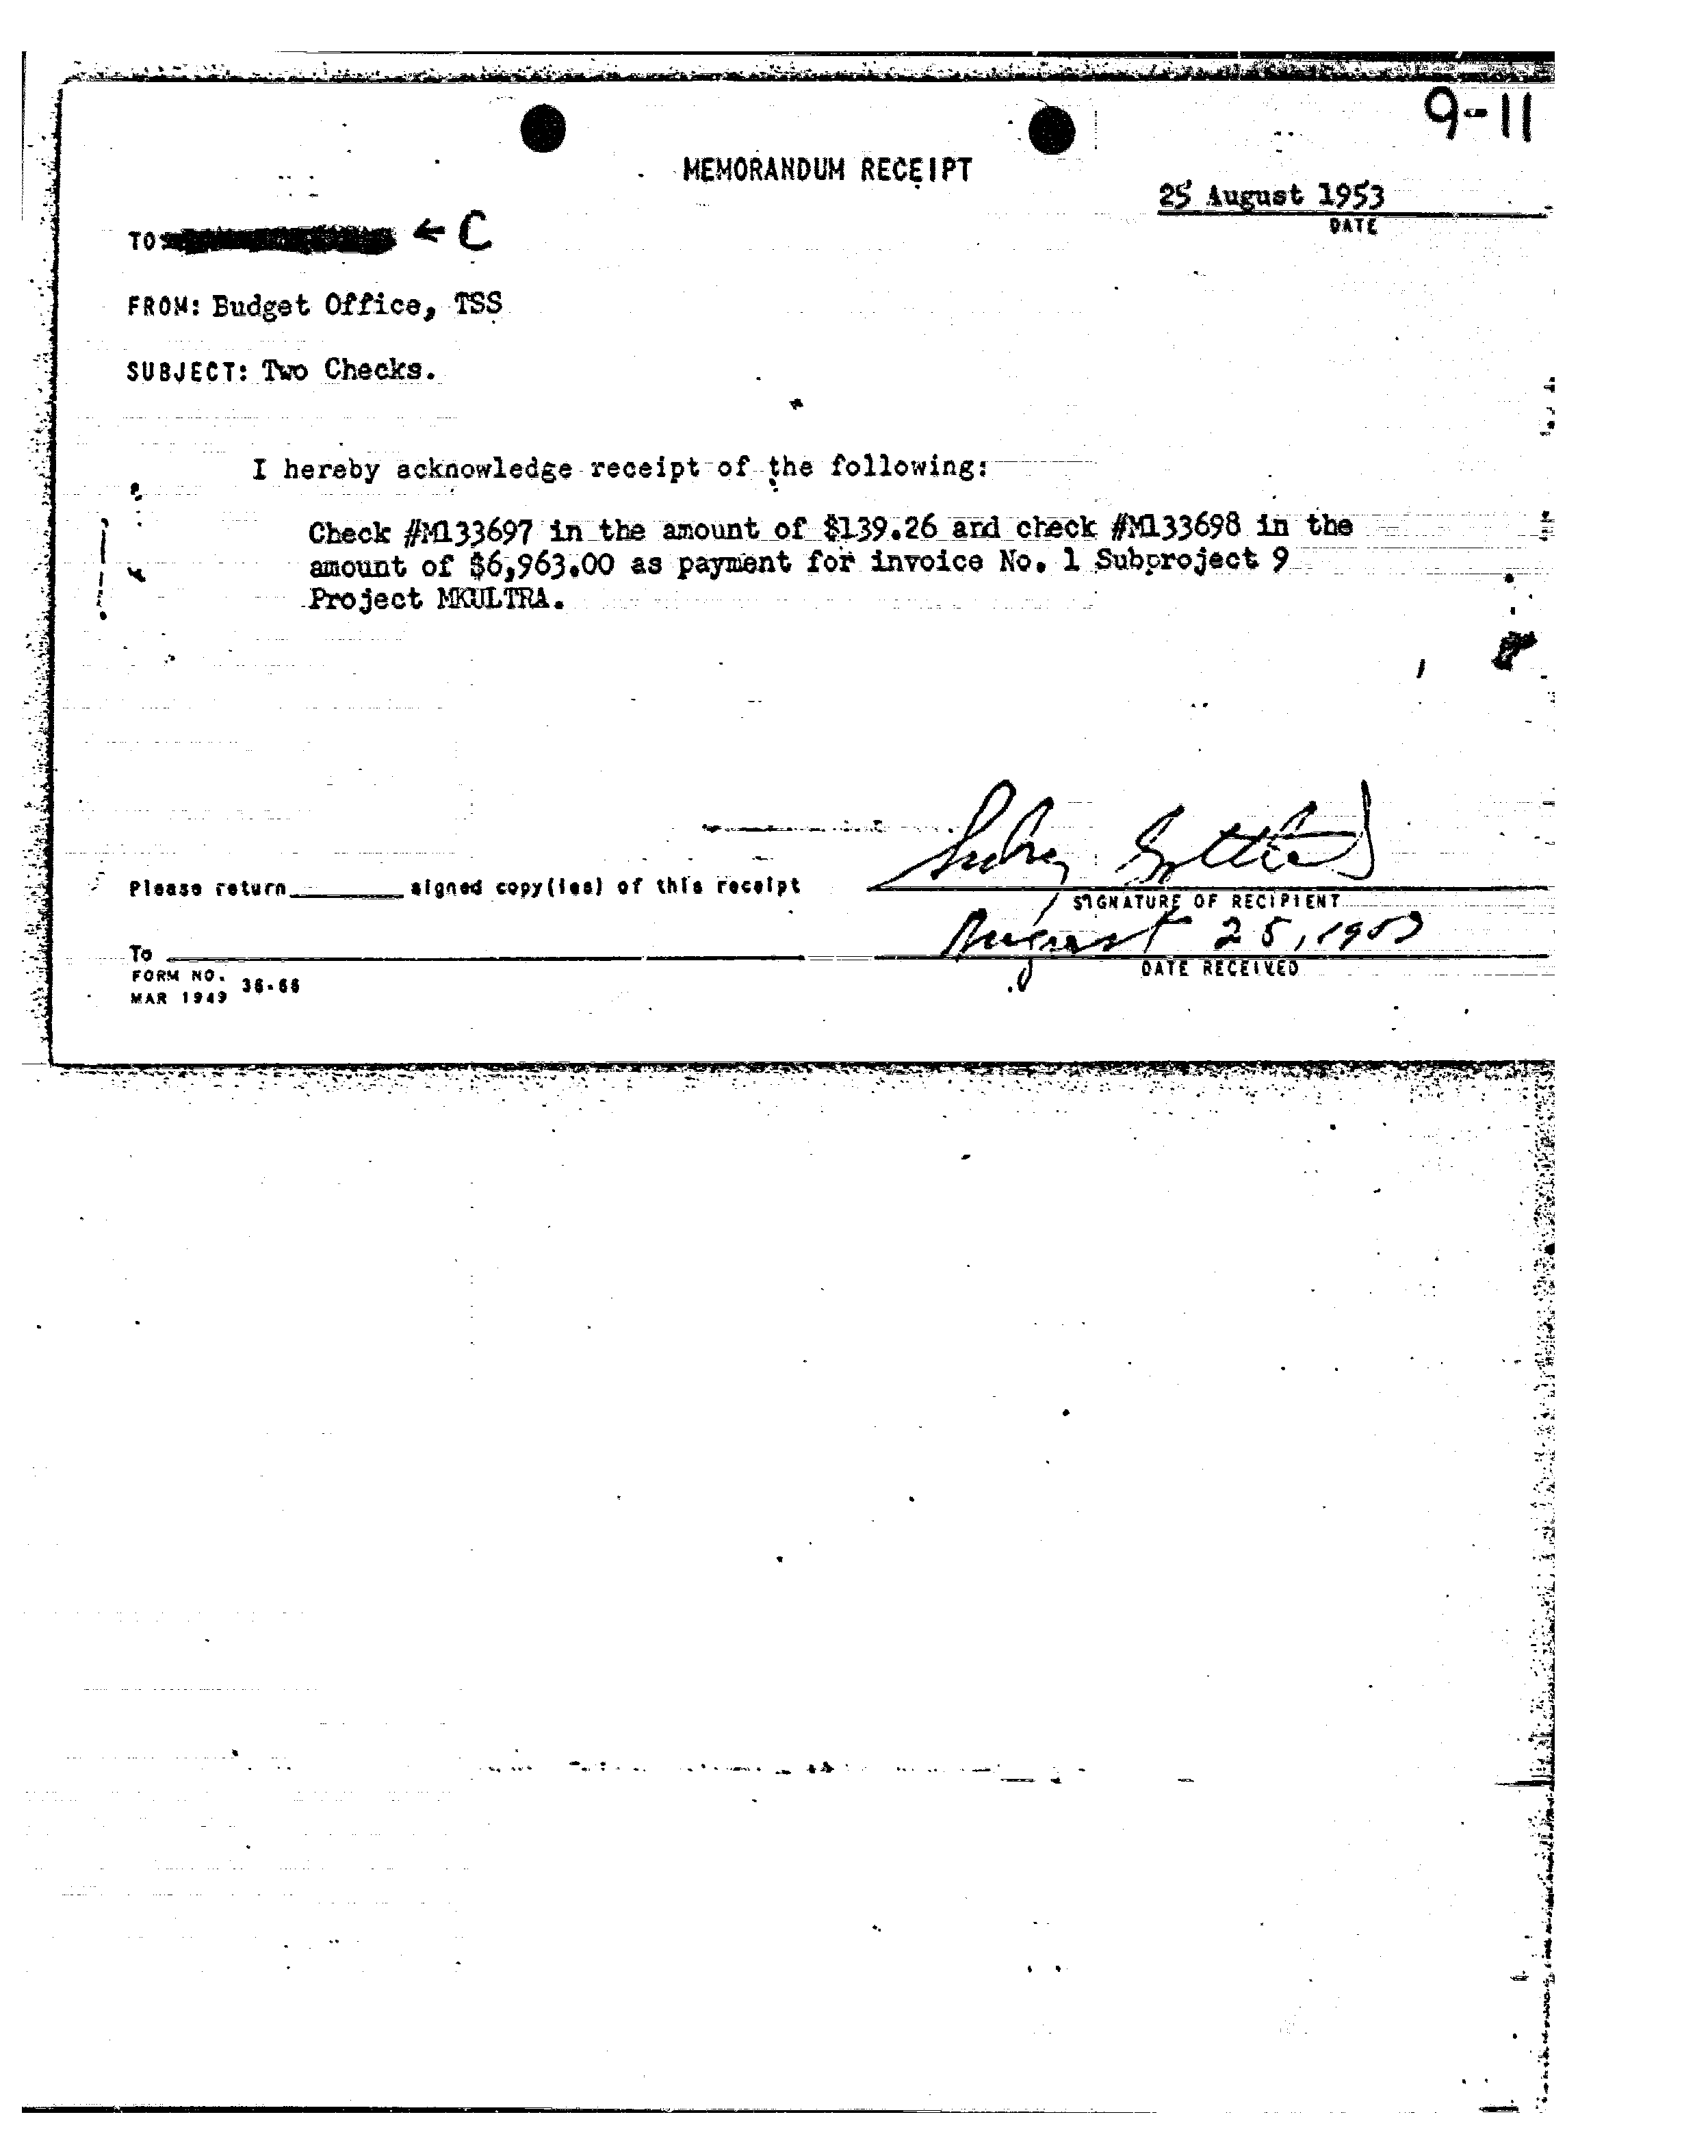 9-11
MEMORANDUM RECEIPT
25 August 1953
DATE
TO: ← C
FROM: Budget Office, TSS
SUBJECT: Two Checks.
I hereby acknowledge receipt of the following:
Check #M133697 in the amount of $139.26 and check #M133698 in the
amount of $6,963.00 as payment for invoice No. 1 Subproject 9
Project MKULTRA.
Sidney Gottlieb
Please return ________ signed copy(ies) of this receipt
SIGNATURE OF RECIPIENT
August 25, 1953
To
DATE RECEIVED
FORM NO. 36-66
MAR 1949